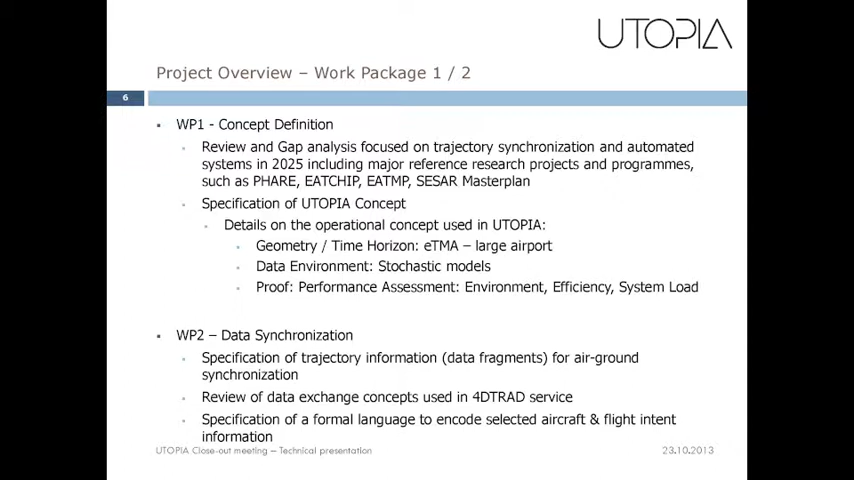 UTOPIA
Project Overview – Work Package 1 / 2
6
WP1 - Concept Definition
Review and Gap analysis focused on trajectory synchronization and automated
systems in 2025 including major reference research projects and programmes,
such as PHARE, EATCHIP, EATMP, SESAR Masterplan
Specification of UTOPIA Concept
Details on the operational concept used in UTOPIA:
Geometry / Time Horizon: eTMA – large airport
Data Environment: Stochastic models
Proof: Performance Assessment: Environment, Efficiency, System Load
WP2 – Data Synchronization
Specification of trajectory information (data fragments) for air-ground
synchronization
Review of data exchange concepts used in 4DTRAD service
Specification of a formal language to encode selected aircraft & flight intent
information
UTOPIA Close-out meeting – Technical presentation
23.10.2013